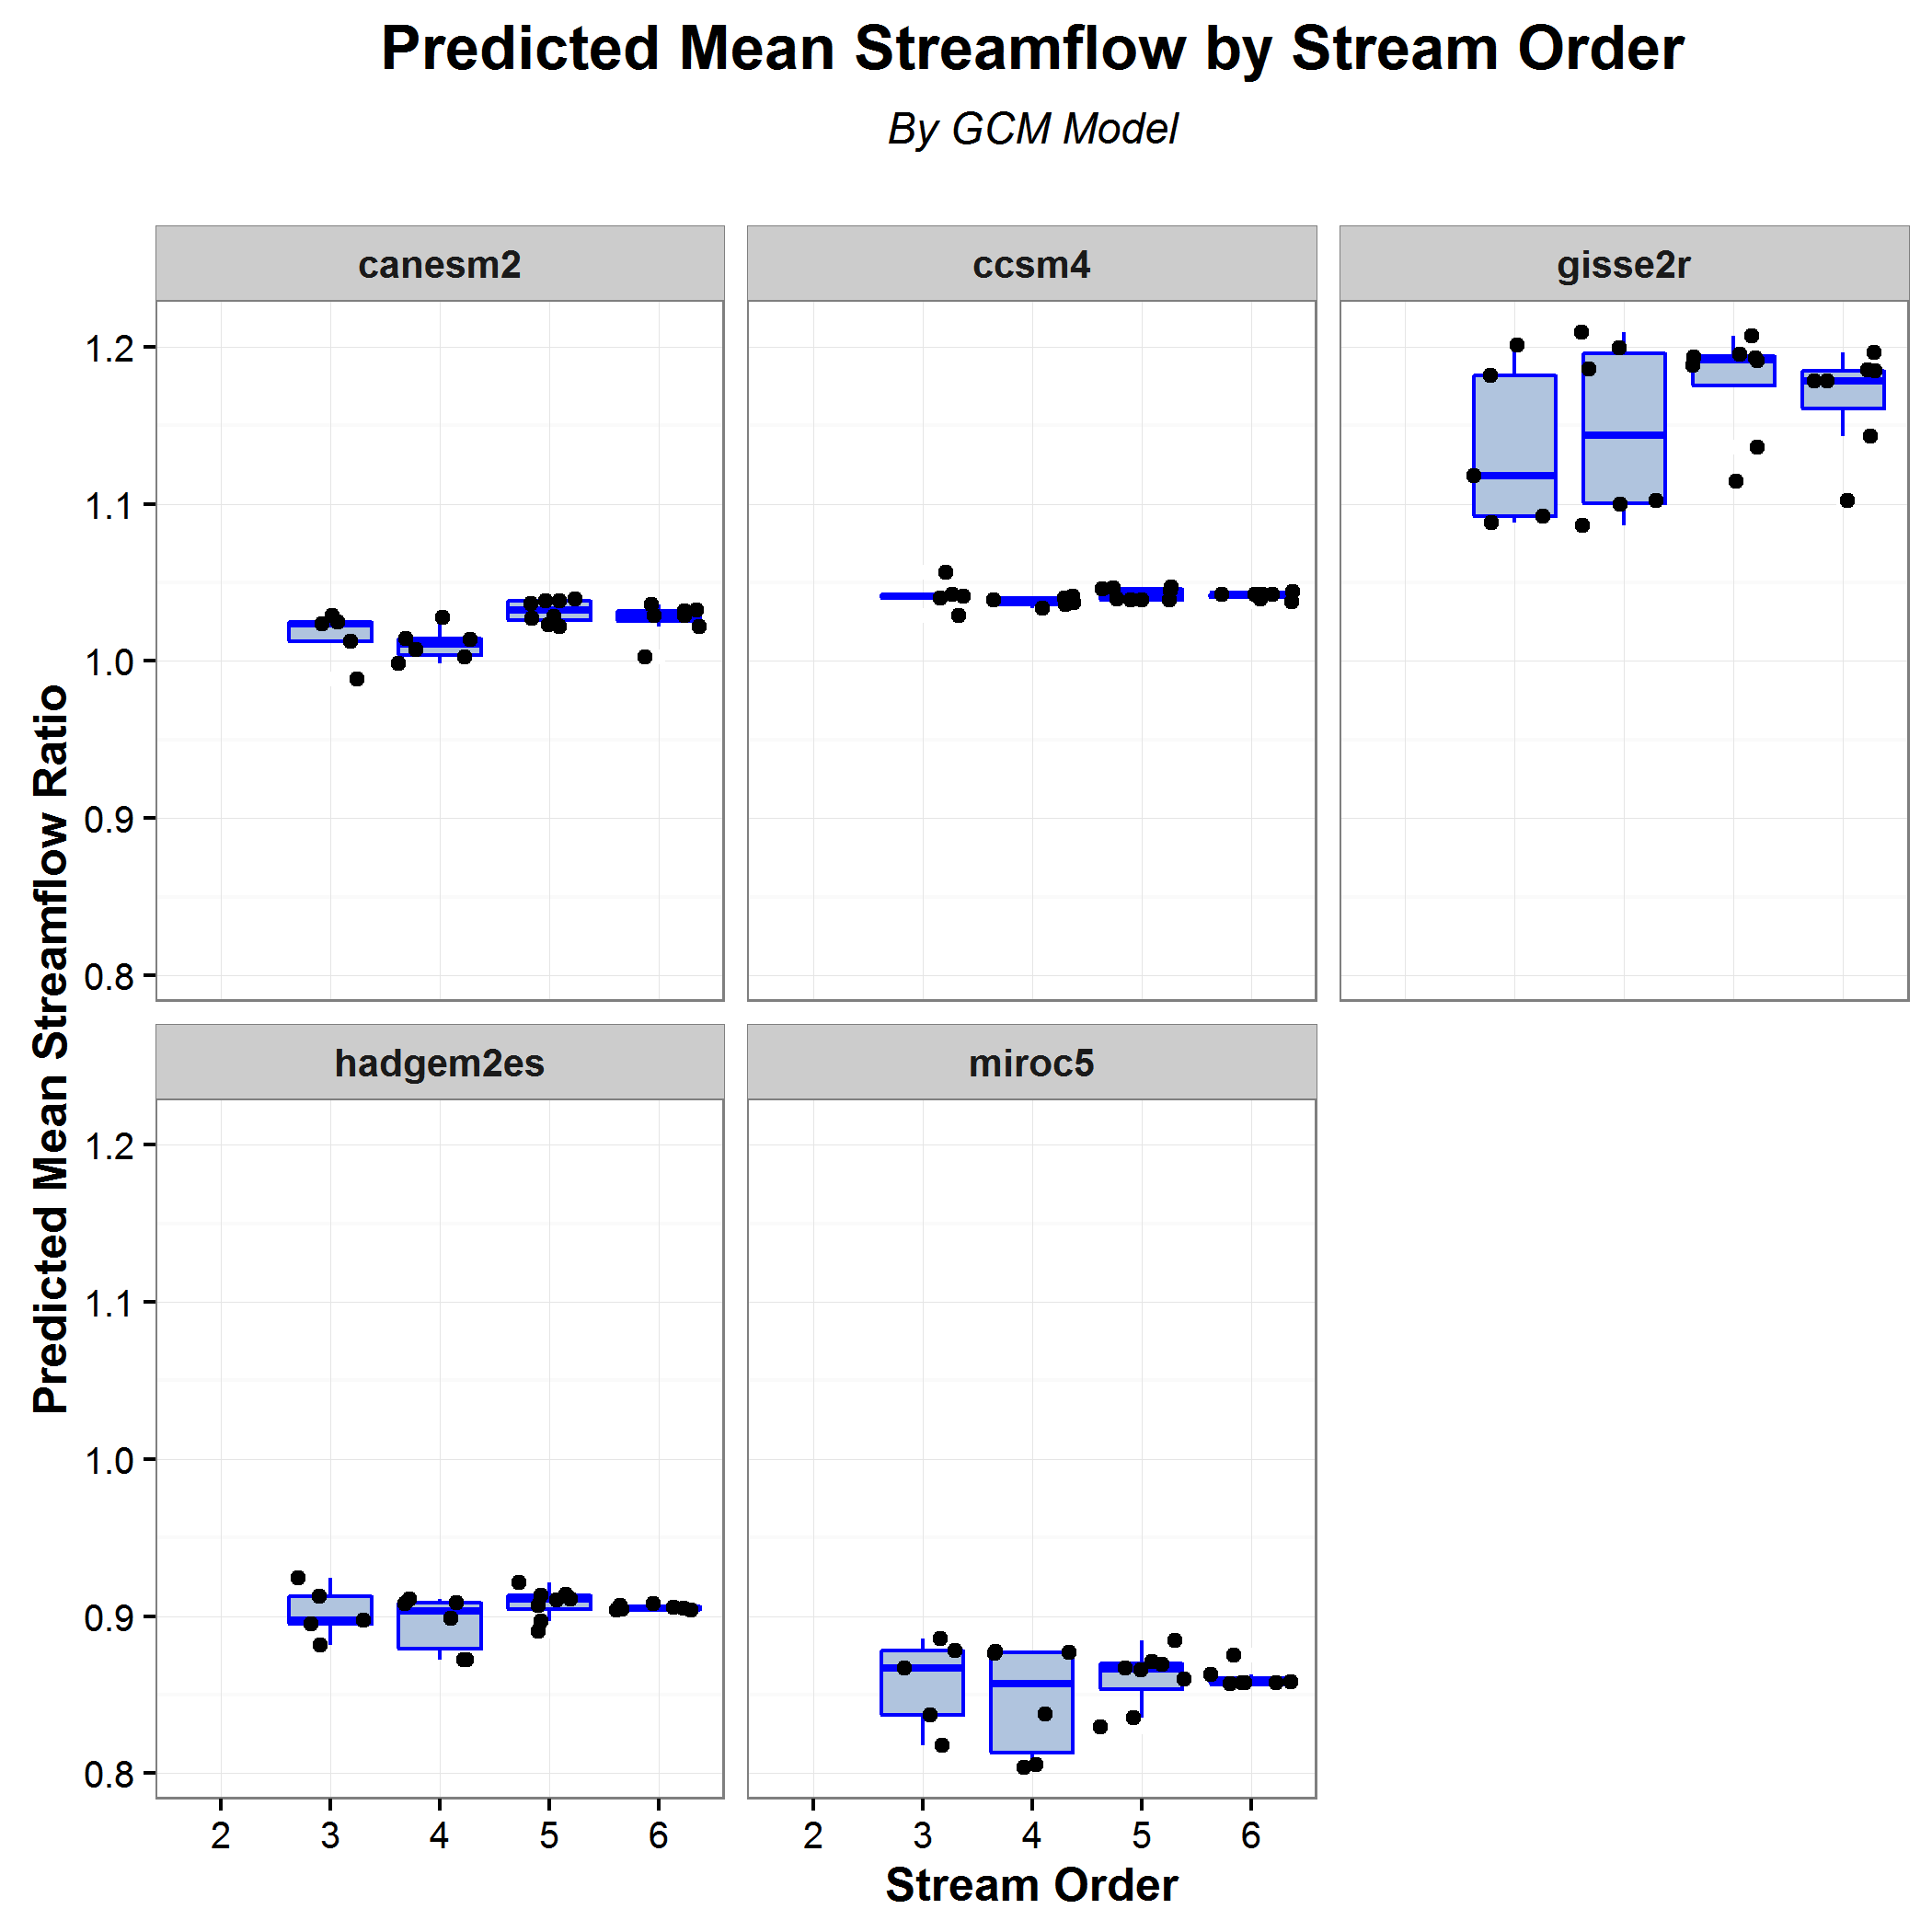 Predicted Mean Streamflow by Stream Order
By GCM Model
canesm2
ccsm4
gisse2r
1.2
1.1
1.0
0.9
0.8
Predicted Mean Streamflow Ratio
hadgem2es
miroc5
1.2
1.1
1.0
0.9
0.8
2 3 4 5 6
2 3 4 5 6
Stream Order